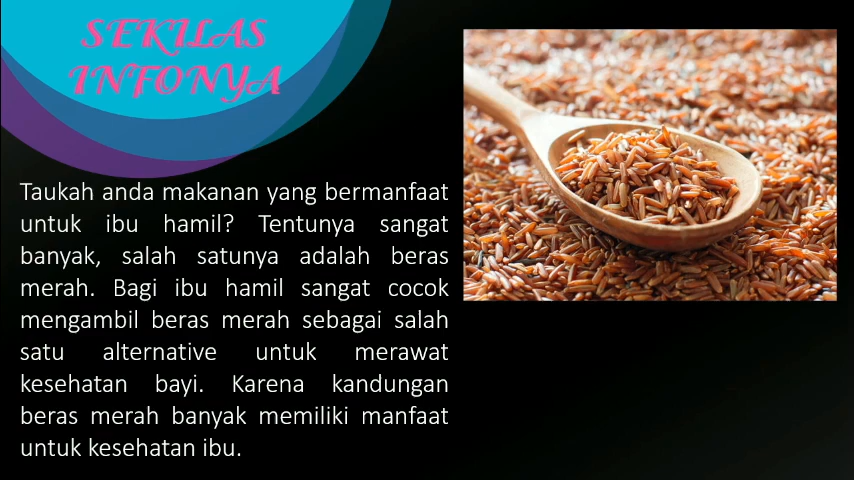 SEKILAS
INFONYA
Taukah anda makanan yang bermanfaat
untuk ibu hamil? Tentunya sangat
banyak, salah satunya adalah beras
merah. Bagi ibu hamil sangat cocok
mengambil beras merah sebagai salah
satu alternative untuk merawat
kesehatan bayi. Karena kandungan
beras merah banyak memiliki manfaat
untuk kesehatan ibu.